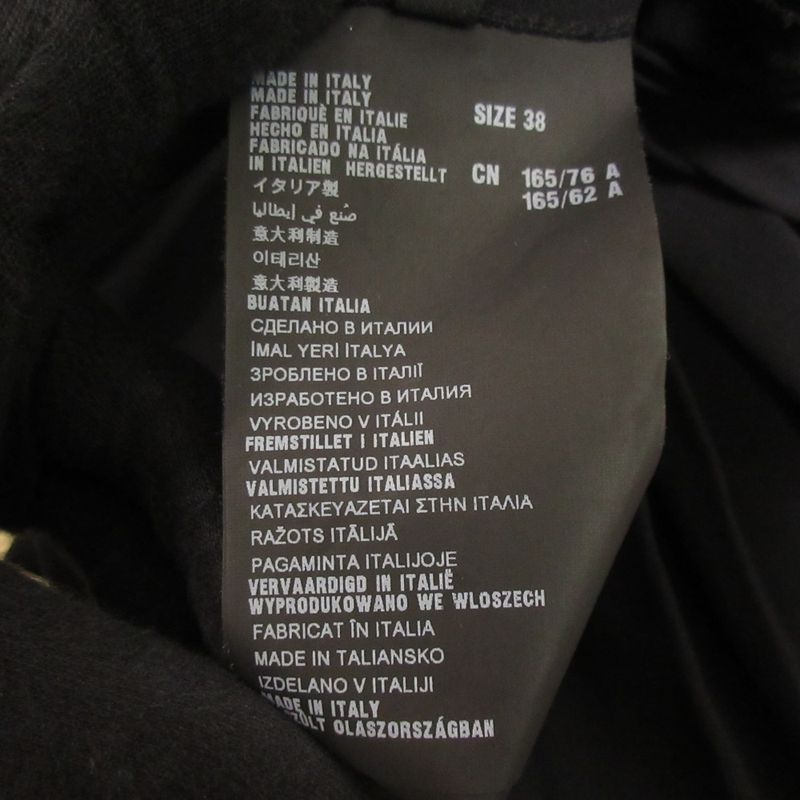 MADE IN ITALY
MADE IN ITALY
FABRIQUÈ EN ITALIE
HECHO EN ITALIA
FABRICADO NA ITÁLIA
IN ITALIEN HERGESTELLT
イタリア製
صُنع في إيطاليا
意大利制造
이테리산
意大利製造
BUATAN ITALIA
СДЕЛАНО В ИТАЛИИ
İMAL YERİ İTALYA
ЗРОБЛЕНО В ІТАЛІЇ
ИЗРАБОТЕНО В ИТАЛИЯ
VYROBENO V ITÁLII
FREMSTILLET I ITALIEN
VALMISTATUD ITAALIAS
VALMISTETTU ITALIASSA
ΚΑΤΑΣΚΕΥΑΖΕΤΑΙ ΣΤΗΝ ΙΤΑΛΙΑ
RAŽOTS ITĀLIJĀ
PAGAMINTA ITALIJOJE
VERVAARDIGD IN ITALIË
WYPRODUKOWANO WE WLOSZECH
FABRICAT ÎN ITALIA
MADE IN TALIANSKO
IZDELANO V ITALIJI
MADE IN ITALY
OLASZORSZÁGBAN
SIZE 38
CN 165/76 A
165/62 A